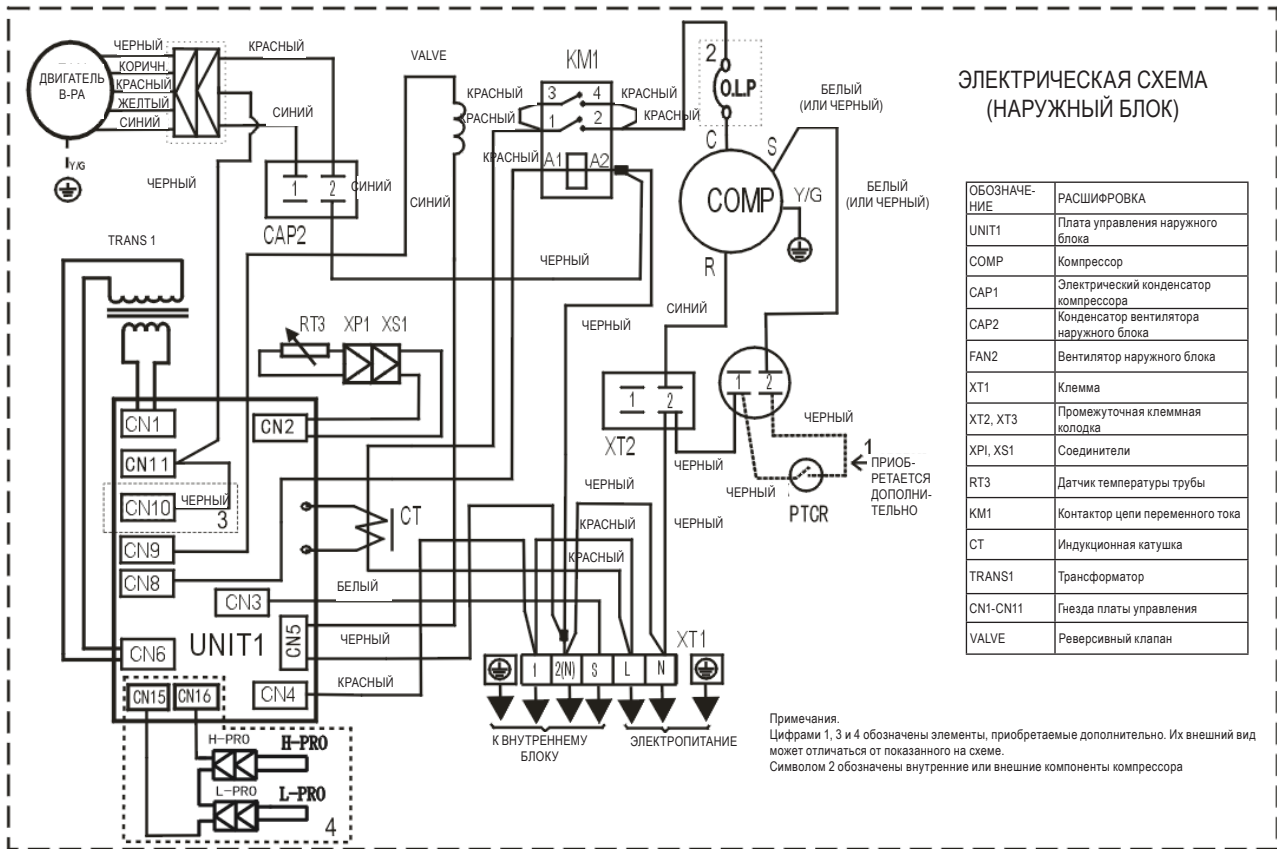 ЭЛЕКТРИЧЕСКАЯ СХЕМА
(НАРУЖНЫЙ БЛОК)
ДВИГАТЕЛЬ
В-РА
ЧЕРНЫЙ
КОРИЧН.
КРАСНЫЙ
ЖЕЛТЫЙ
СИНИЙ
Y/G
КРАСНЫЙ
СИНИЙ
ЧЕРНЫЙ
1 2
СИНИЙ
CAP2
TRANS 1
VALVE
СИНИЙ
KM1
КРАСНЫЙ
3 4
КРАСНЫЙ
КРАСНЫЙ
1 2
КРАСНЫЙ
КРАСНЫЙ
A1 A2
ЧЕРНЫЙ
ЧЕРНЫЙ
2
O.L.P
C
S
БЕЛЫЙ
(ИЛИ ЧЕРНЫЙ)
COMP
Y/G
БЕЛЫЙ
(ИЛИ ЧЕРНЫЙ)
R
СИНИЙ
RT3 XP1 XS1
1 2
XT2
1 2
ЧЕРНЫЙ
ЧЕРНЫЙ
ЧЕРНЫЙ
1
ПРИОБ-
РЕТАЕТСЯ
ДОПОЛНИ-
ТЕЛЬНО
PTCR
CN1
CN2
CN11
CN10
ЧЕРНЫЙ
3
CN9
CN8
CT
CN3
БЕЛЫЙ
UNIT1
CN5
ЧЕРНЫЙ
CN6
CN4
КРАСНЫЙ
CN15 CN16
ЧЕРНЫЙ
КРАСНЫЙ
ЧЕРНЫЙ
КРАСНЫЙ
XT1
1 2(N) S L N
К ВНУТРЕННЕМУ
БЛОКУ
ЭЛЕКТРОПИТАНИЕ
H-PRO H-PRO
L-PRO L-PRO
4
ОБОЗНАЧЕ-
НИЕ
РАСШИФРОВКА
UNIT1 Плата управления наружного
блока
COMP Компрессор
CAP1 Электрический конденсатор
компрессора
CAP2 Конденсатор вентилятора
наружного блока
FAN2 Вентилятор наружного блока
XT1 Клемма
XT2, XT3 Промежуточная клеммная
колодка
XPI, XS1 Соединители
RT3 Датчик температуры трубы
KM1 Контактор цепи переменного тока
CT Индукционная катушка
TRANS1 Трансформатор
CN1-CN11 Гнезда платы управления
VALVE Реверсивный клапан
Примечания.
Цифрами 1, 3 и 4 обозначены элементы, приобретаемые дополнительно. Их внешний вид
может отличаться от показанного на схеме.
Символом 2 обозначены внутренние или внешние компоненты компрессора